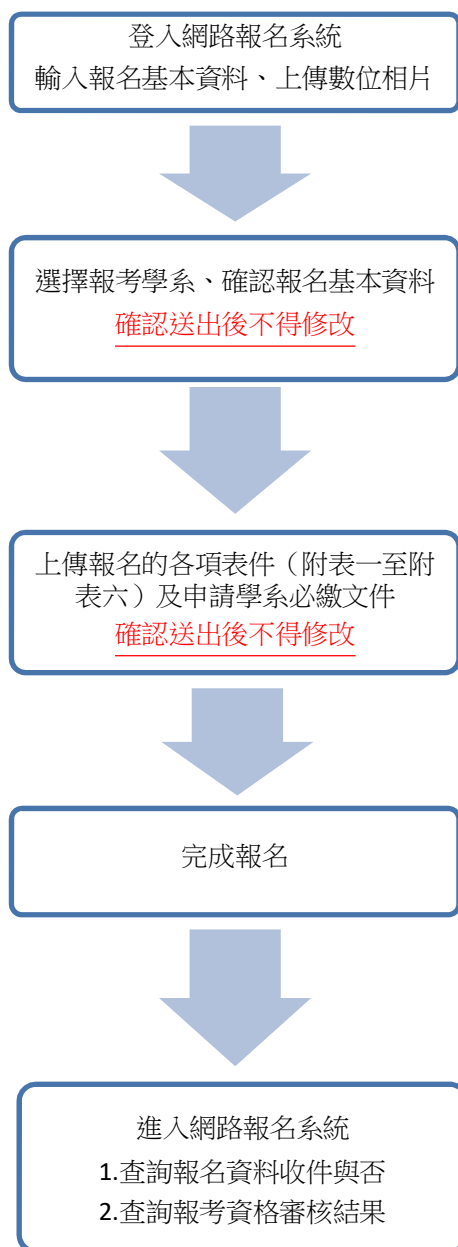 登入網路報名系統
輸入報名基本資料、上傳數位相片
選擇報考學系、確認報名基本資料
確認送出後不得修改
上傳報名的各項表件（附表一至附
表六）及申請學系必繳文件
確認送出後不得修改
完成報名
進入網路報名系統
1.查詢報名資料收件與否
2.查詢報考資格審核結果